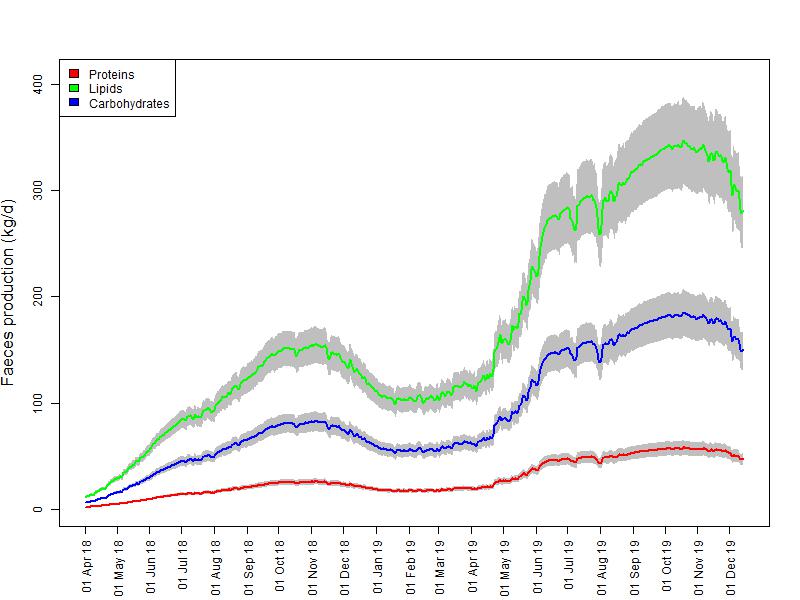 Proteins
Lipids
Carbohydrates
Faeces production (kg/d)
400
300
200
100
0
01 Apr 18
01 May 18
01 Jun 18
01 Jul 18
01 Aug 18
01 Sep 18
01 Oct 18
01 Nov 18
01 Dec 18
01 Jan 19
01 Feb 19
01 Mar 19
01 Apr 19
01 May 19
01 Jun 19
01 Jul 19
01 Aug 19
01 Sep 19
01 Oct 19
01 Nov 19
01 Dec 19